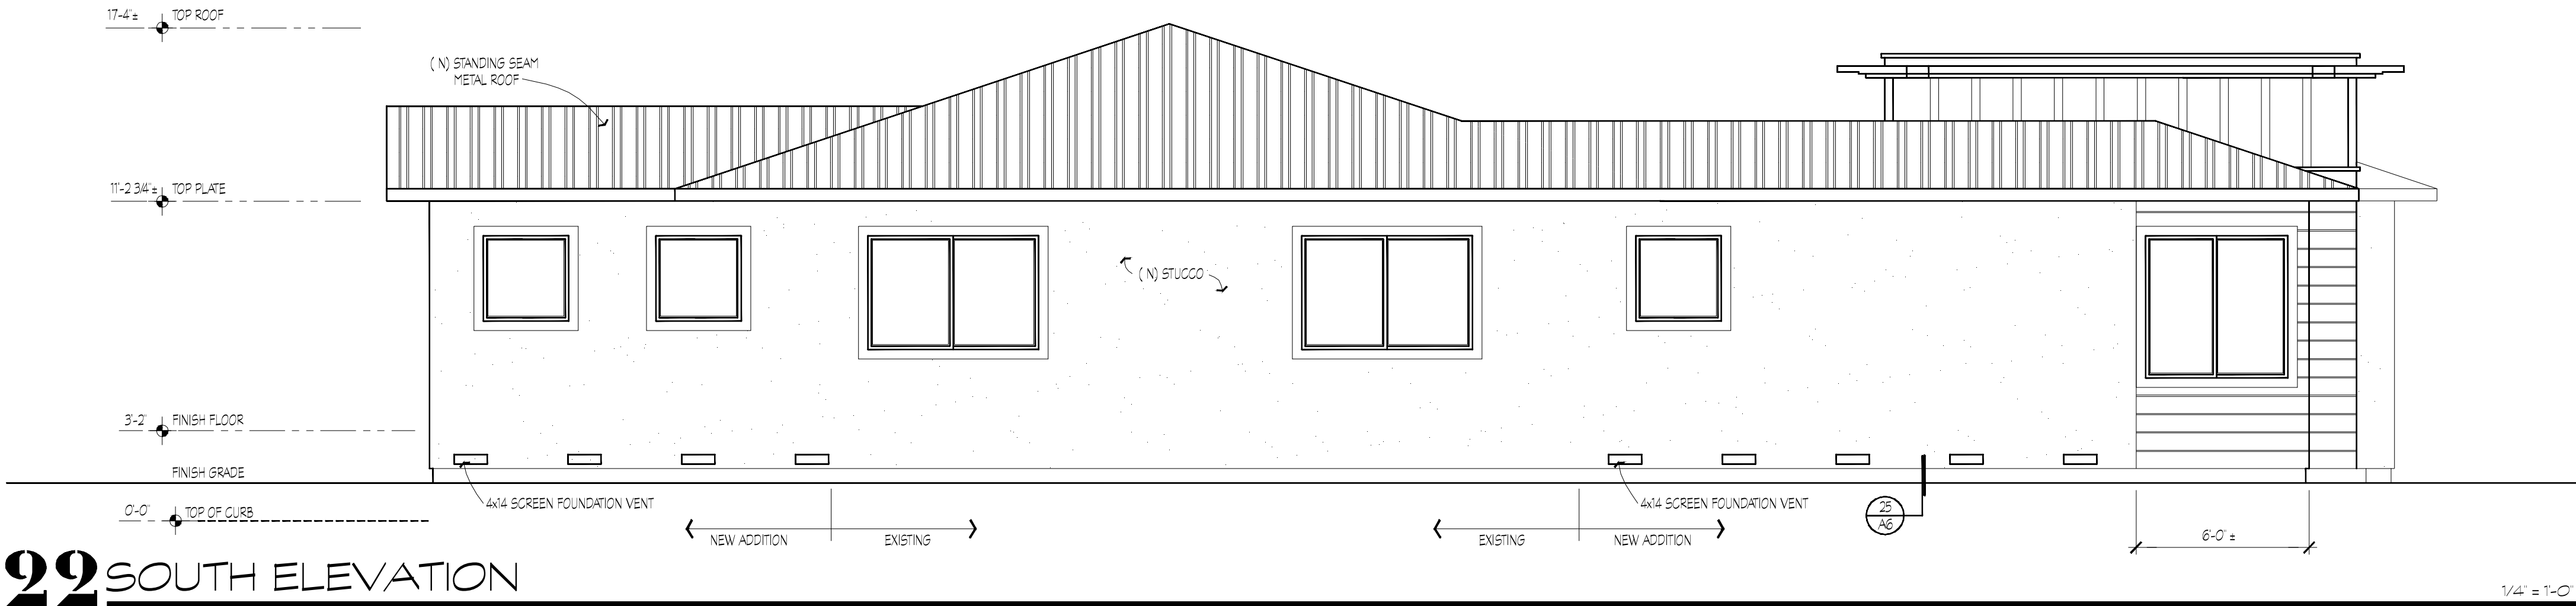 17'-4"± TOP ROOF
( N) STANDING SEAM
METAL ROOF
11'-2 3/4"± TOP PLATE
( N) STUCCO
3'-2" FINISH FLOOR
FINISH GRADE
4x14 SCREEN FOUNDATION VENT
4x14 SCREEN FOUNDATION VENT
0'-0" TOP OF CURB
25
A6
NEW ADDITION
EXISTING
EXISTING
NEW ADDITION
6'-0" ±
22 SOUTH ELEVATION
1/4" = 1'-0"